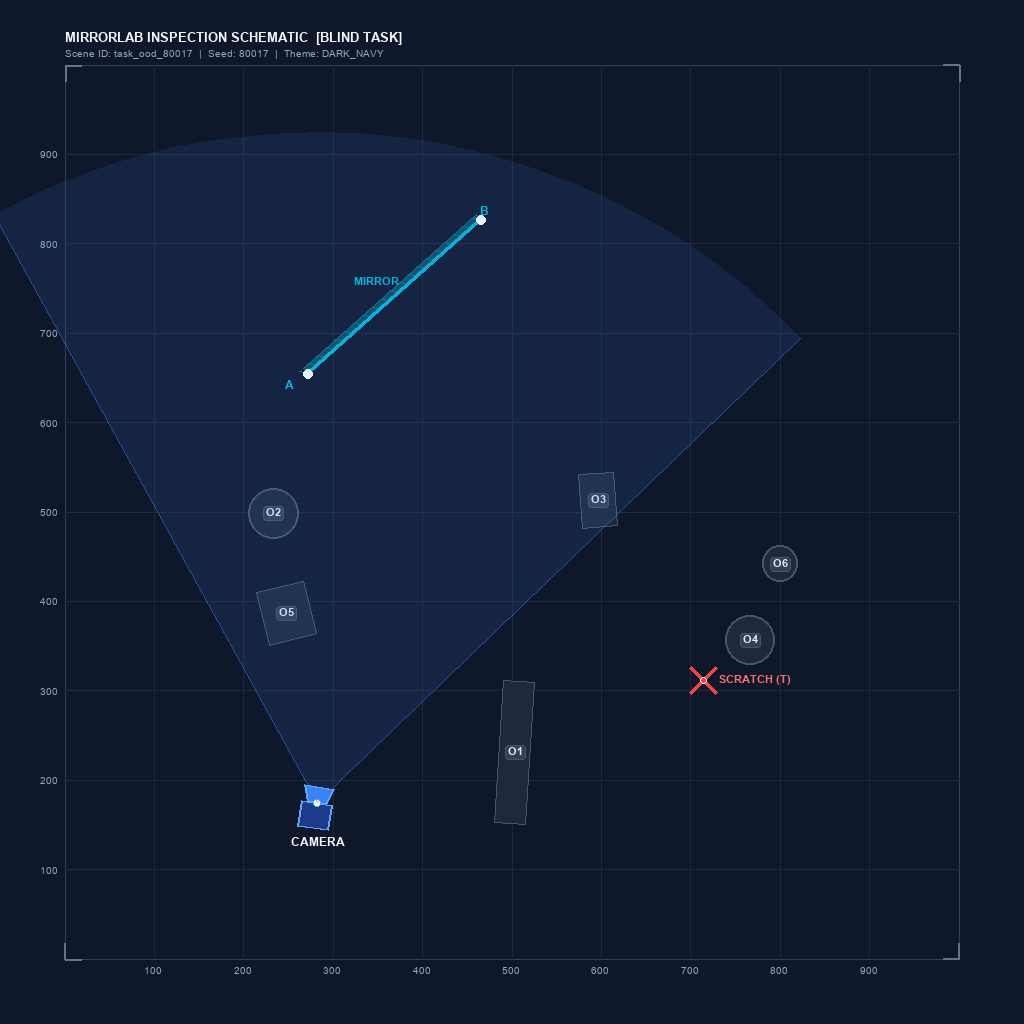 MIRRORLAB INSPECTION SCHEMATIC [BLIND TASK]
Scene ID: task_ood_80017 | Seed: 80017 | Theme: DARK_NAVY
900
B
800
MIRROR
700
A
600
O3
500
O2
O6
400
O5
O4
300
SCRATCH (T)
O1
200
CAMERA
100
100 200 300 400 500 600 700 800 900